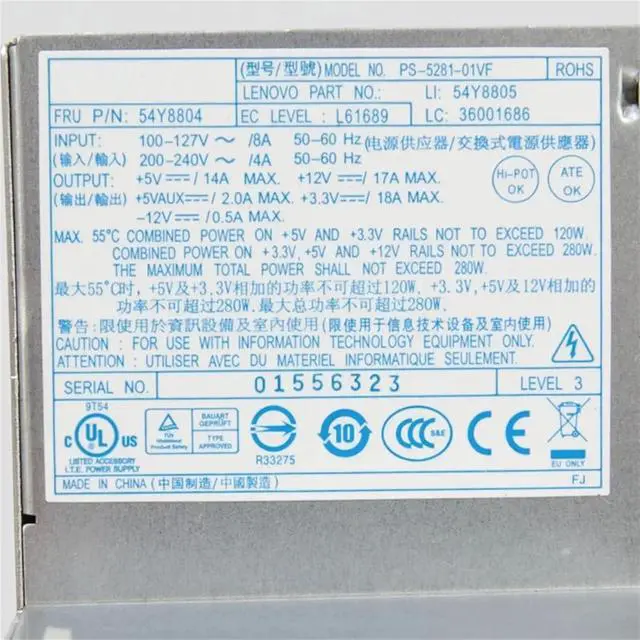 (型号/型號) MODEL NO. PS-5281-01VF ROHS
LENOVO PART NO.: LI: 54Y8805
FRU P/N: 54Y8804 EC LEVEL: L61689 LC: 36001686
INPUT: 100-127V ～ /8A 50-60 Hz (电源供应器/交換式電源供應器)
(输入/輸入) 200-240V ～ /4A 50-60 Hz
OUTPUT: +5V⎓/ 14A MAX. +12V⎓/ 17A MAX.
(输出/輸出) +5VAUX⎓/ 2.0A MAX. +3.3V⎓/ 18A MAX.
-12V⎓/0.5A MAX.
Hi-POT OK
ATE OK
MAX. 55°C COMBINED POWER ON +5V AND +3.3V RAILS NOT TO EXCEED 120W.
COMBINED POWER ON +3.3V, +5V AND +12V RAILS NOT TO EXCEED 280W.
THE MAXIMUM TOTAL POWER SHALL NOT EXCEED 280W.
最大55°C时, +5V及+3.3V相加的功率不可超过120W. +3.3V, +5V及+12V相加的
功率不可超过280W. 最大总功率不可超过280W.
警告: 限使用於資訊設備及室內使用 (限使用于信息技术设备及室内使用)
CAUTION : FOR USE WITH INFORMATION TECHNOLOGY EQUIPMENT ONLY.
ATTENTION : UTILISER AVEC DU MATERIEL INFORMATIQUE SEULEMENT.
SERIAL NO. 01556323 LEVEL 3
9T54
c UL US
LISTED ACCESSORY
I.T.E. POWER SUPPLY
TÜV Rheinland
Product Safety
BAUART GEPRÜFT
TYPE APPROVED
R33275
10
CCC S&E
CE
EU ONLY
MADE IN CHINA (中国制造/中國製造) FJ